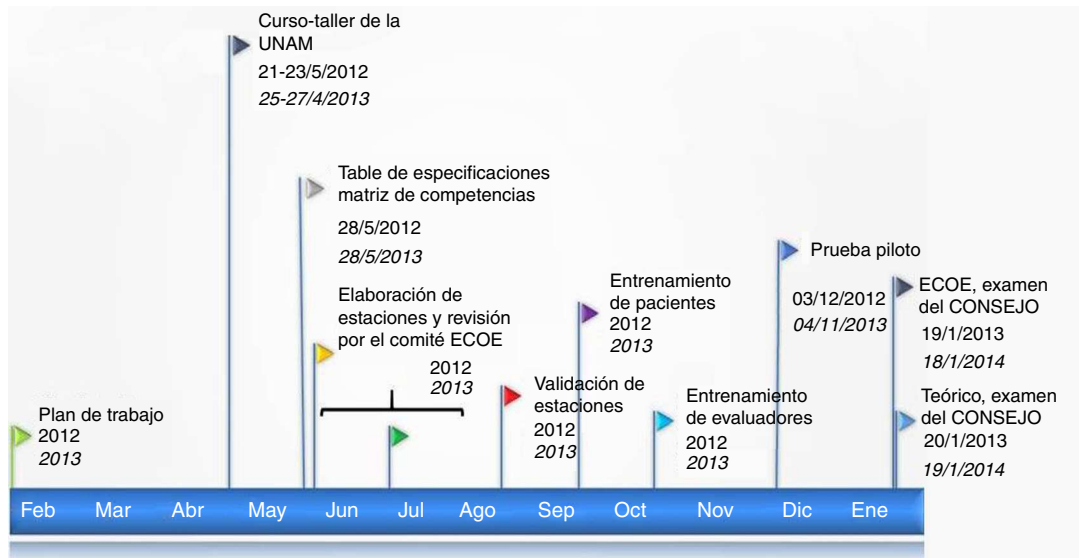 Curso-taller de la
UNAM
21-23/5/2012
25-27/4/2013
Table de especificaciones
matriz de competencias
28/5/2012
28/5/2013
Elaboración de
estaciones y revisión
por el comité ECOE
2012
2013
Plan de trabajo
2012
2013
Validación de
estaciones
2012
2013
Entrenamiento
de pacientes
2012
2013
Entrenamiento
de evaluadores
2012
2013
Prueba piloto
03/12/2012
04/11/2013
ECOE, examen
del CONSEJO
19/1/2013
18/1/2014
Teórico, examen
del CONSEJO
20/1/2013
19/1/2014
Feb Mar Abr May Jun Jul Ago Sep Oct Nov Dic Ene